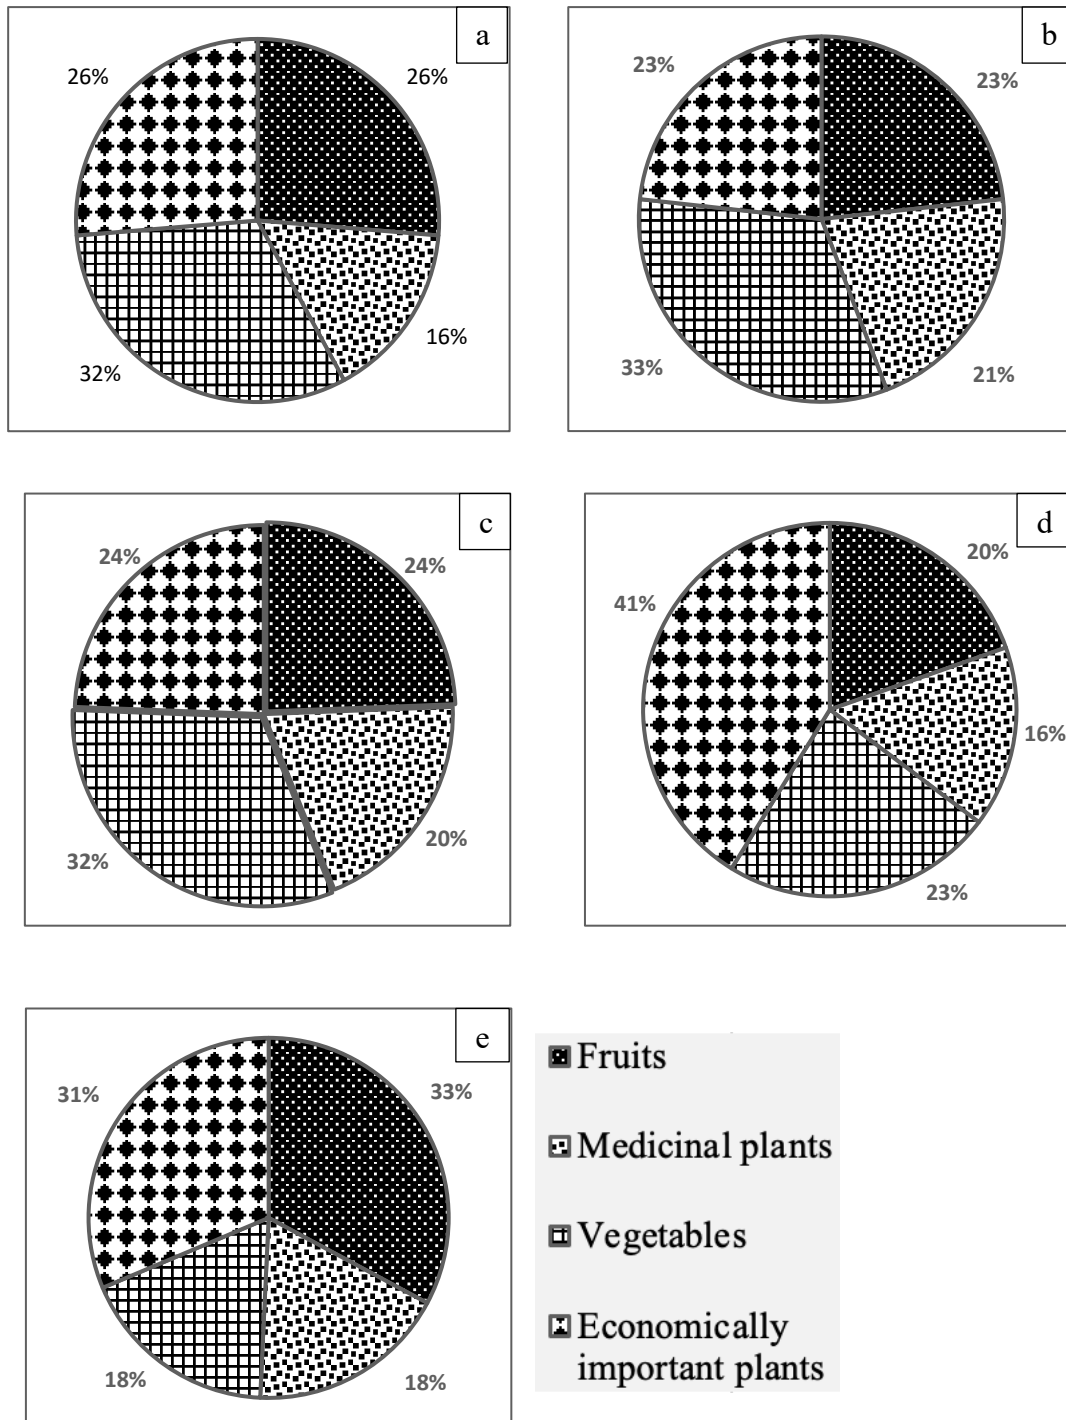 a
26%
26%
16%
32%
b
23%
23%
33%
21%
c
24%
24%
20%
32%
d
20%
41%
16%
23%
e
31%
33%
18%
18%
Fruits
Medicinal plants
Vegetables
Economically
important plants